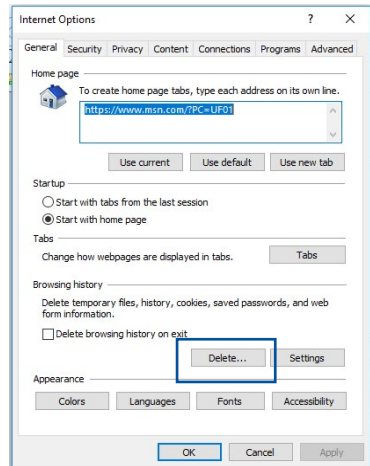 Internet Options ? X
General Security Privacy Content Connections Programs Advanced
Home page
To create home page tabs, type each address on its own line.
https://www.msn.com/?PC=UF01
Use current Use default Use new tab
Startup
Start with tabs from the last session
Start with home page
Tabs
Change how webpages are displayed in tabs. Tabs
Browsing history
Delete temporary files, history, cookies, saved passwords, and web
form information.
Delete browsing history on exit
Delete... Settings
Appearance
Colors Languages Fonts Accessibility
OK Cancel Apply